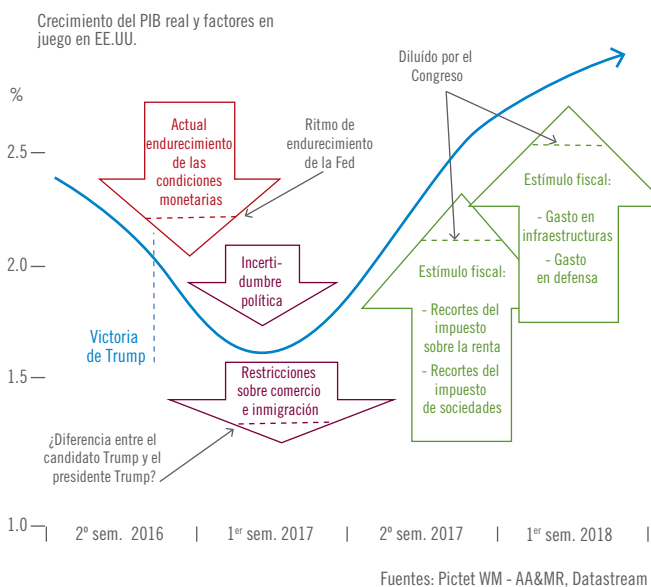 Crecimiento del PIB real y factores en
juego en EE.UU.
%
2.5
2.0
1.5
1.0
Actual
endurecimiento
de las
condiciones
monetarias
Ritmo de
endurecimiento
de la Fed
Diluído por el
Congreso
Incerti-
dumbre
política
Victoria
de Trump
Restricciones
sobre comercio
e inmigración
¿Diferencia entre el
candidato Trump y el
presidente Trump?
Estímulo fiscal:
- Recortes del
impuesto
sobre la renta
- Recortes del
impuesto
de sociedades
Estímulo fiscal:
- Gasto en
infraestructuras
- Gasto
en defensa
2º sem. 2016
1er sem. 2017
2º sem. 2017
1er sem. 2018
Fuentes: Pictet WM - AA&MR, Datastream